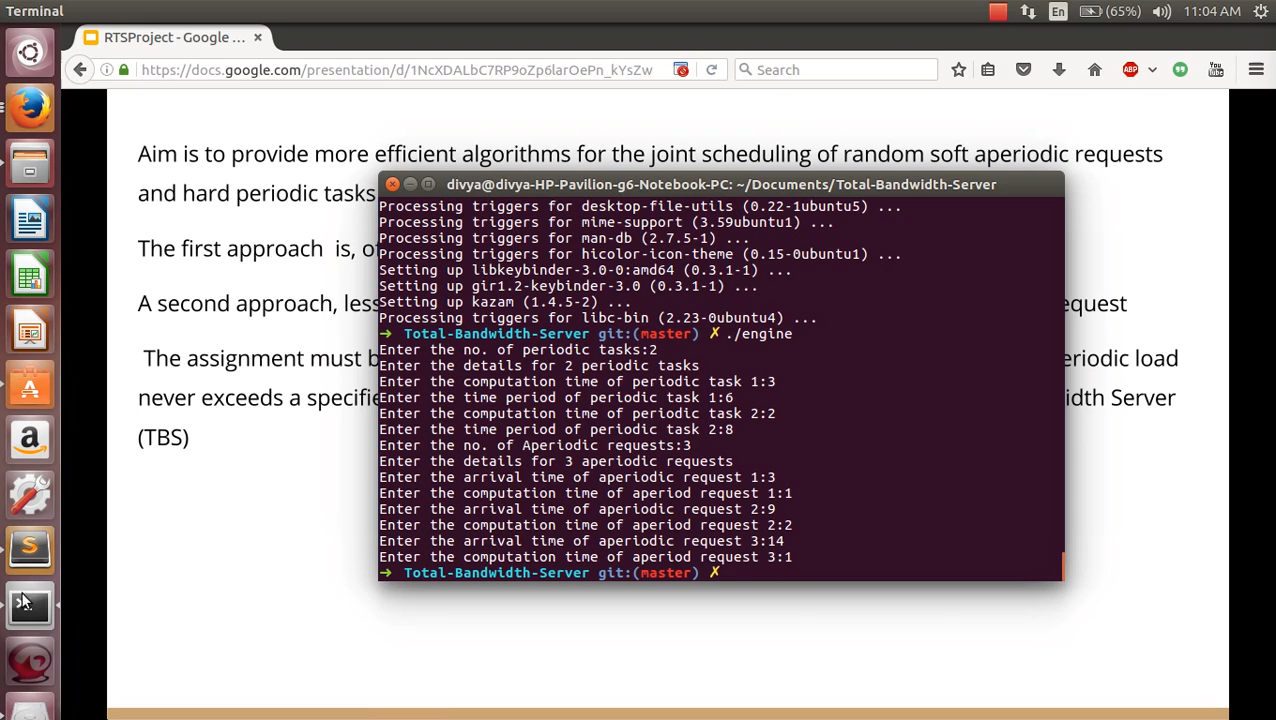 Terminal
En
(65%)
11:04 AM
RTSProject - Google ...
https://docs.google.com/presentation/d/1NcXDALbC7RP9oZp6larOePn_kYsZw
Search
ABP
You
Tube
Aim is to provide more efficient algorithms for the joint scheduling of random soft aperiodic requests
and hard periodic tasks
The first approach is, of
A second approach, less
equest
The assignment must b
eriodic load
never exceeds a specifie
idth Server
(TBS)
divya@divya-HP-Pavilion-g6-Notebook-PC: ~/Documents/Total-Bandwidth-Server
Processing triggers for desktop-file-utils (0.22-1ubuntu5) ...
Processing triggers for mime-support (3.59ubuntu1) ...
Processing triggers for man-db (2.7.5-1) ...
Processing triggers for hicolor-icon-theme (0.15-0ubuntu1) ...
Setting up libkeybinder-3.0-0:amd64 (0.3.1-1) ...
Setting up gir1.2-keybinder-3.0 (0.3.1-1) ...
Setting up kazam (1.4.5-2) ...
Processing triggers for libc-bin (2.23-0ubuntu4) ...
➜ Total-Bandwidth-Server git:(master) ✗ ./engine
Enter the no. of periodic tasks:2
Enter the details for 2 periodic tasks
Enter the computation time of periodic task 1:3
Enter the time period of periodic task 1:6
Enter the computation time of periodic task 2:2
Enter the time period of periodic task 2:8
Enter the no. of Aperiodic requests:3
Enter the details for 3 aperiodic requests
Enter the arrival time of aperiodic request 1:3
Enter the computation time of aperiod request 1:1
Enter the arrival time of aperiodic request 2:9
Enter the computation time of aperiod request 2:2
Enter the arrival time of aperiodic request 3:14
Enter the computation time of aperiod request 3:1
➜ Total-Bandwidth-Server git:(master) ✗